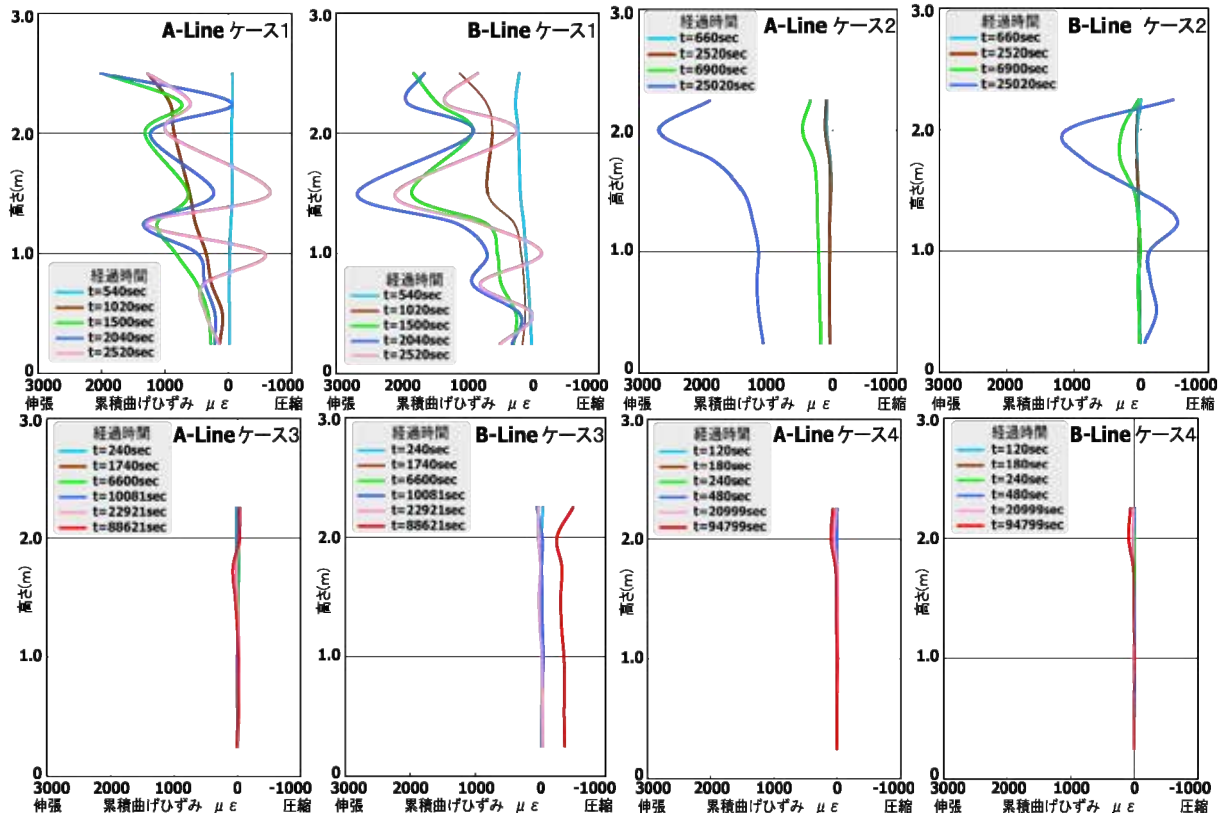 A-Line ケース1
3.0
2.0
1.0
0
高さ(m)
経過時間
t=540sec
t=1020sec
t=1500sec
t=2040sec
t=2520sec
3000 2000 1000 0 -1000
伸張 累積曲げひずみ με 圧縮
B-Line ケース1
3.0
2.0
1.0
0
高さ(m)
経過時間
t=540sec
t=1020sec
t=1500sec
t=2040sec
t=2520sec
3000 2000 1000 0 -1000
伸張 累積曲げひずみ με 圧縮
A-Line ケース2
経過時間
t=660sec
t=2520sec
t=6900sec
t=25020sec
3.0
2.0
1.0
0
高さ(m)
3000 2000 1000 0 -1000
伸張 累積曲げひずみ με 圧縮
B-Line ケース2
経過時間
t=660sec
t=2520sec
t=6900sec
t=25020sec
3.0
2.0
1.0
0
高さ(m)
3000 2000 1000 0 -1000
伸張 累積曲げひずみ με 圧縮
A-Line ケース3
経過時間
t=240sec
t=1740sec
t=6600sec
t=10081sec
t=22921sec
t=88621sec
3.0
2.0
1.0
0
高さ(m)
3000 2000 1000 0 -1000
伸張 累積曲げひずみ με 圧縮
B-Line ケース3
経過時間
t=240sec
t=1740sec
t=6600sec
t=10081sec
t=22921sec
t=88621sec
3.0
2.0
1.0
0
高さ(m)
3000 2000 1000 0 -1000
伸張 累積曲げひずみ με 圧縮
A-Line ケース4
経過時間
t=120sec
t=180sec
t=240sec
t=480sec
t=20999sec
t=94799sec
3.0
2.0
1.0
0
高さ(m)
3000 2000 1000 0 -1000
伸張 累積曲げひずみ με 圧縮
B-Line ケース4
経過時間
t=120sec
t=180sec
t=240sec
t=480sec
t=20999sec
t=94799sec
3.0
2.0
1.0
0
高さ(m)
3000 2000 1000 0 -1000
伸張 累積曲げひずみ με 圧縮